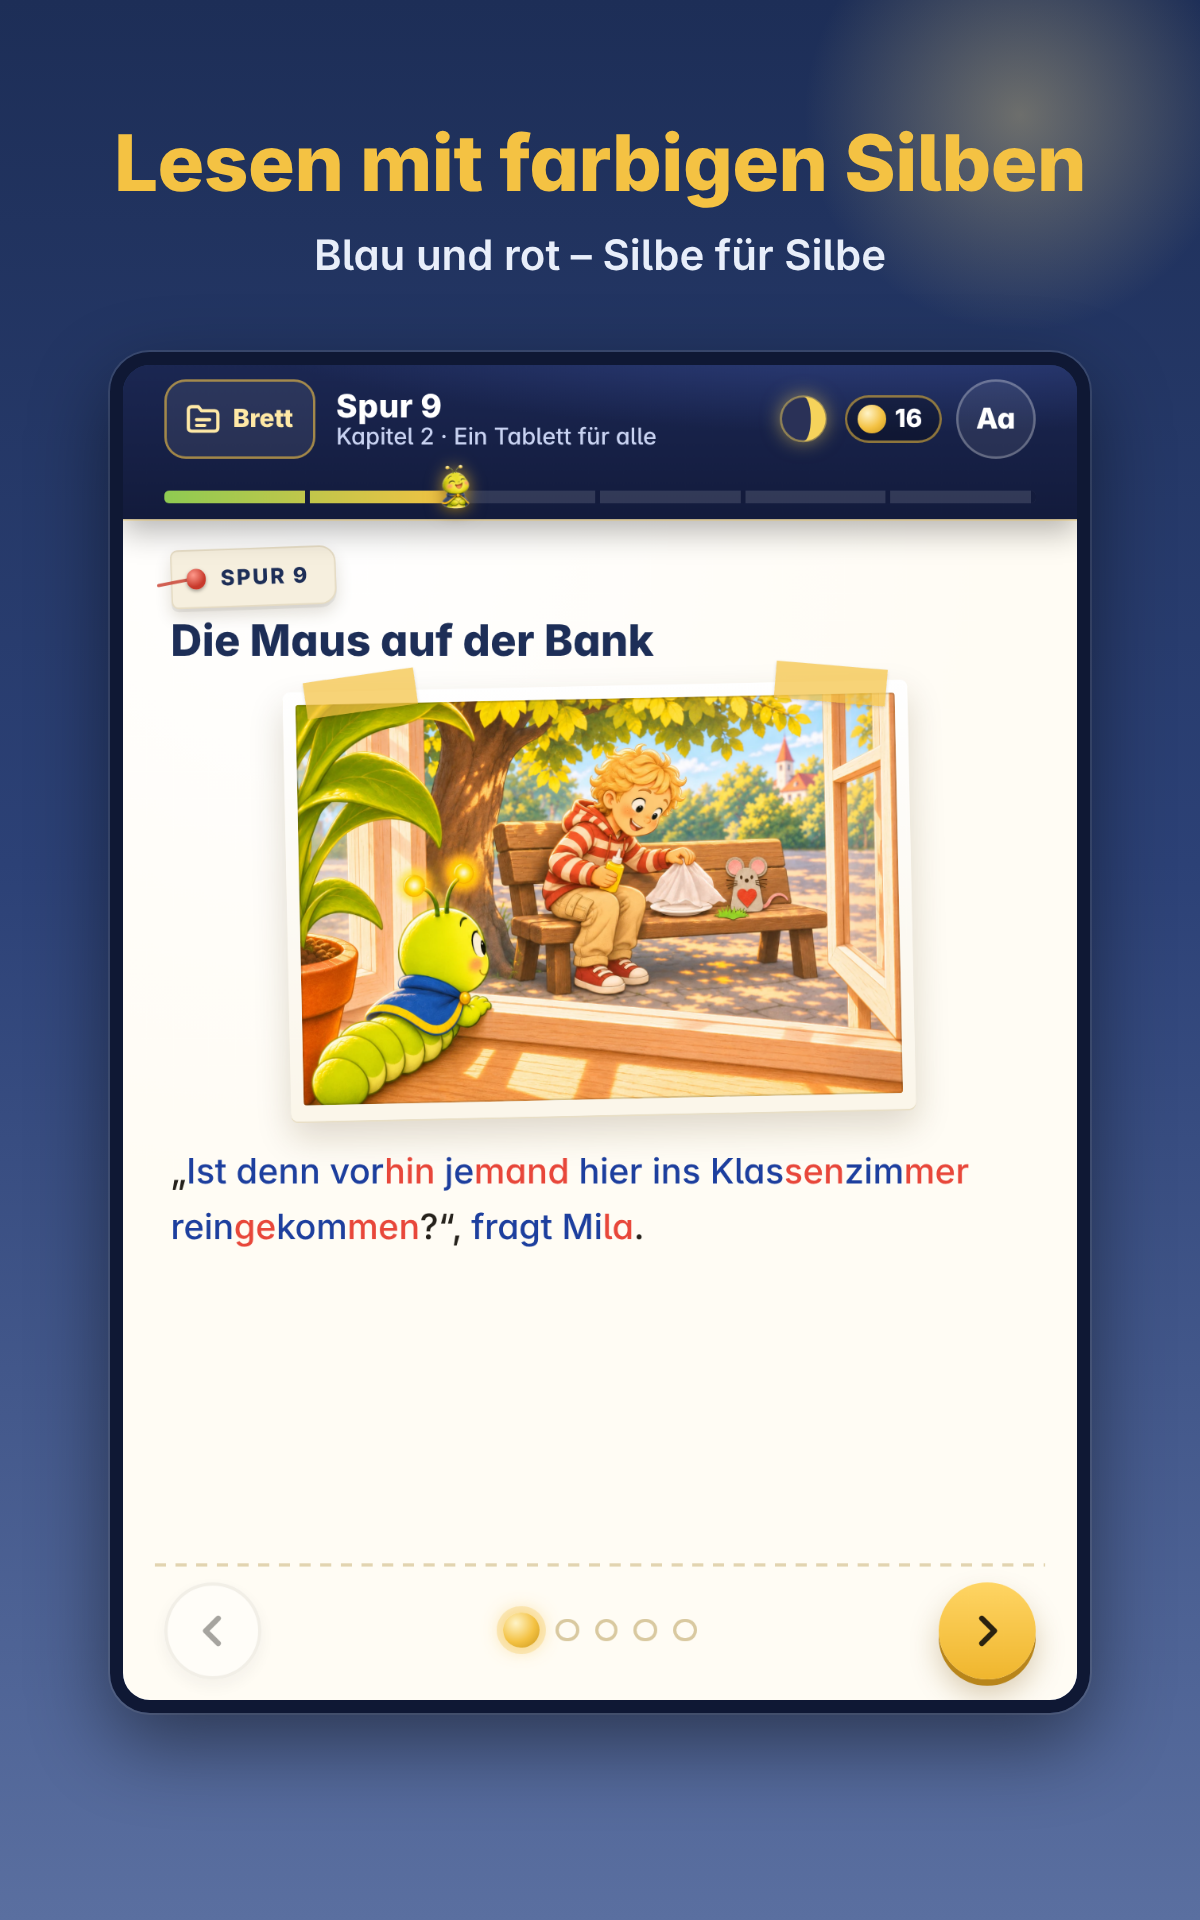 Lesen mit farbigen Silben
Blau und rot – Silbe für Silbe
Brett
Spur 9
Kapitel 2 · Ein Tablett für alle
16
Aa
SPUR 9
Die Maus auf der Bank
„Ist denn vorhin jemand hier ins Klassenzimmer
reingekommen?“, fragt Mila.